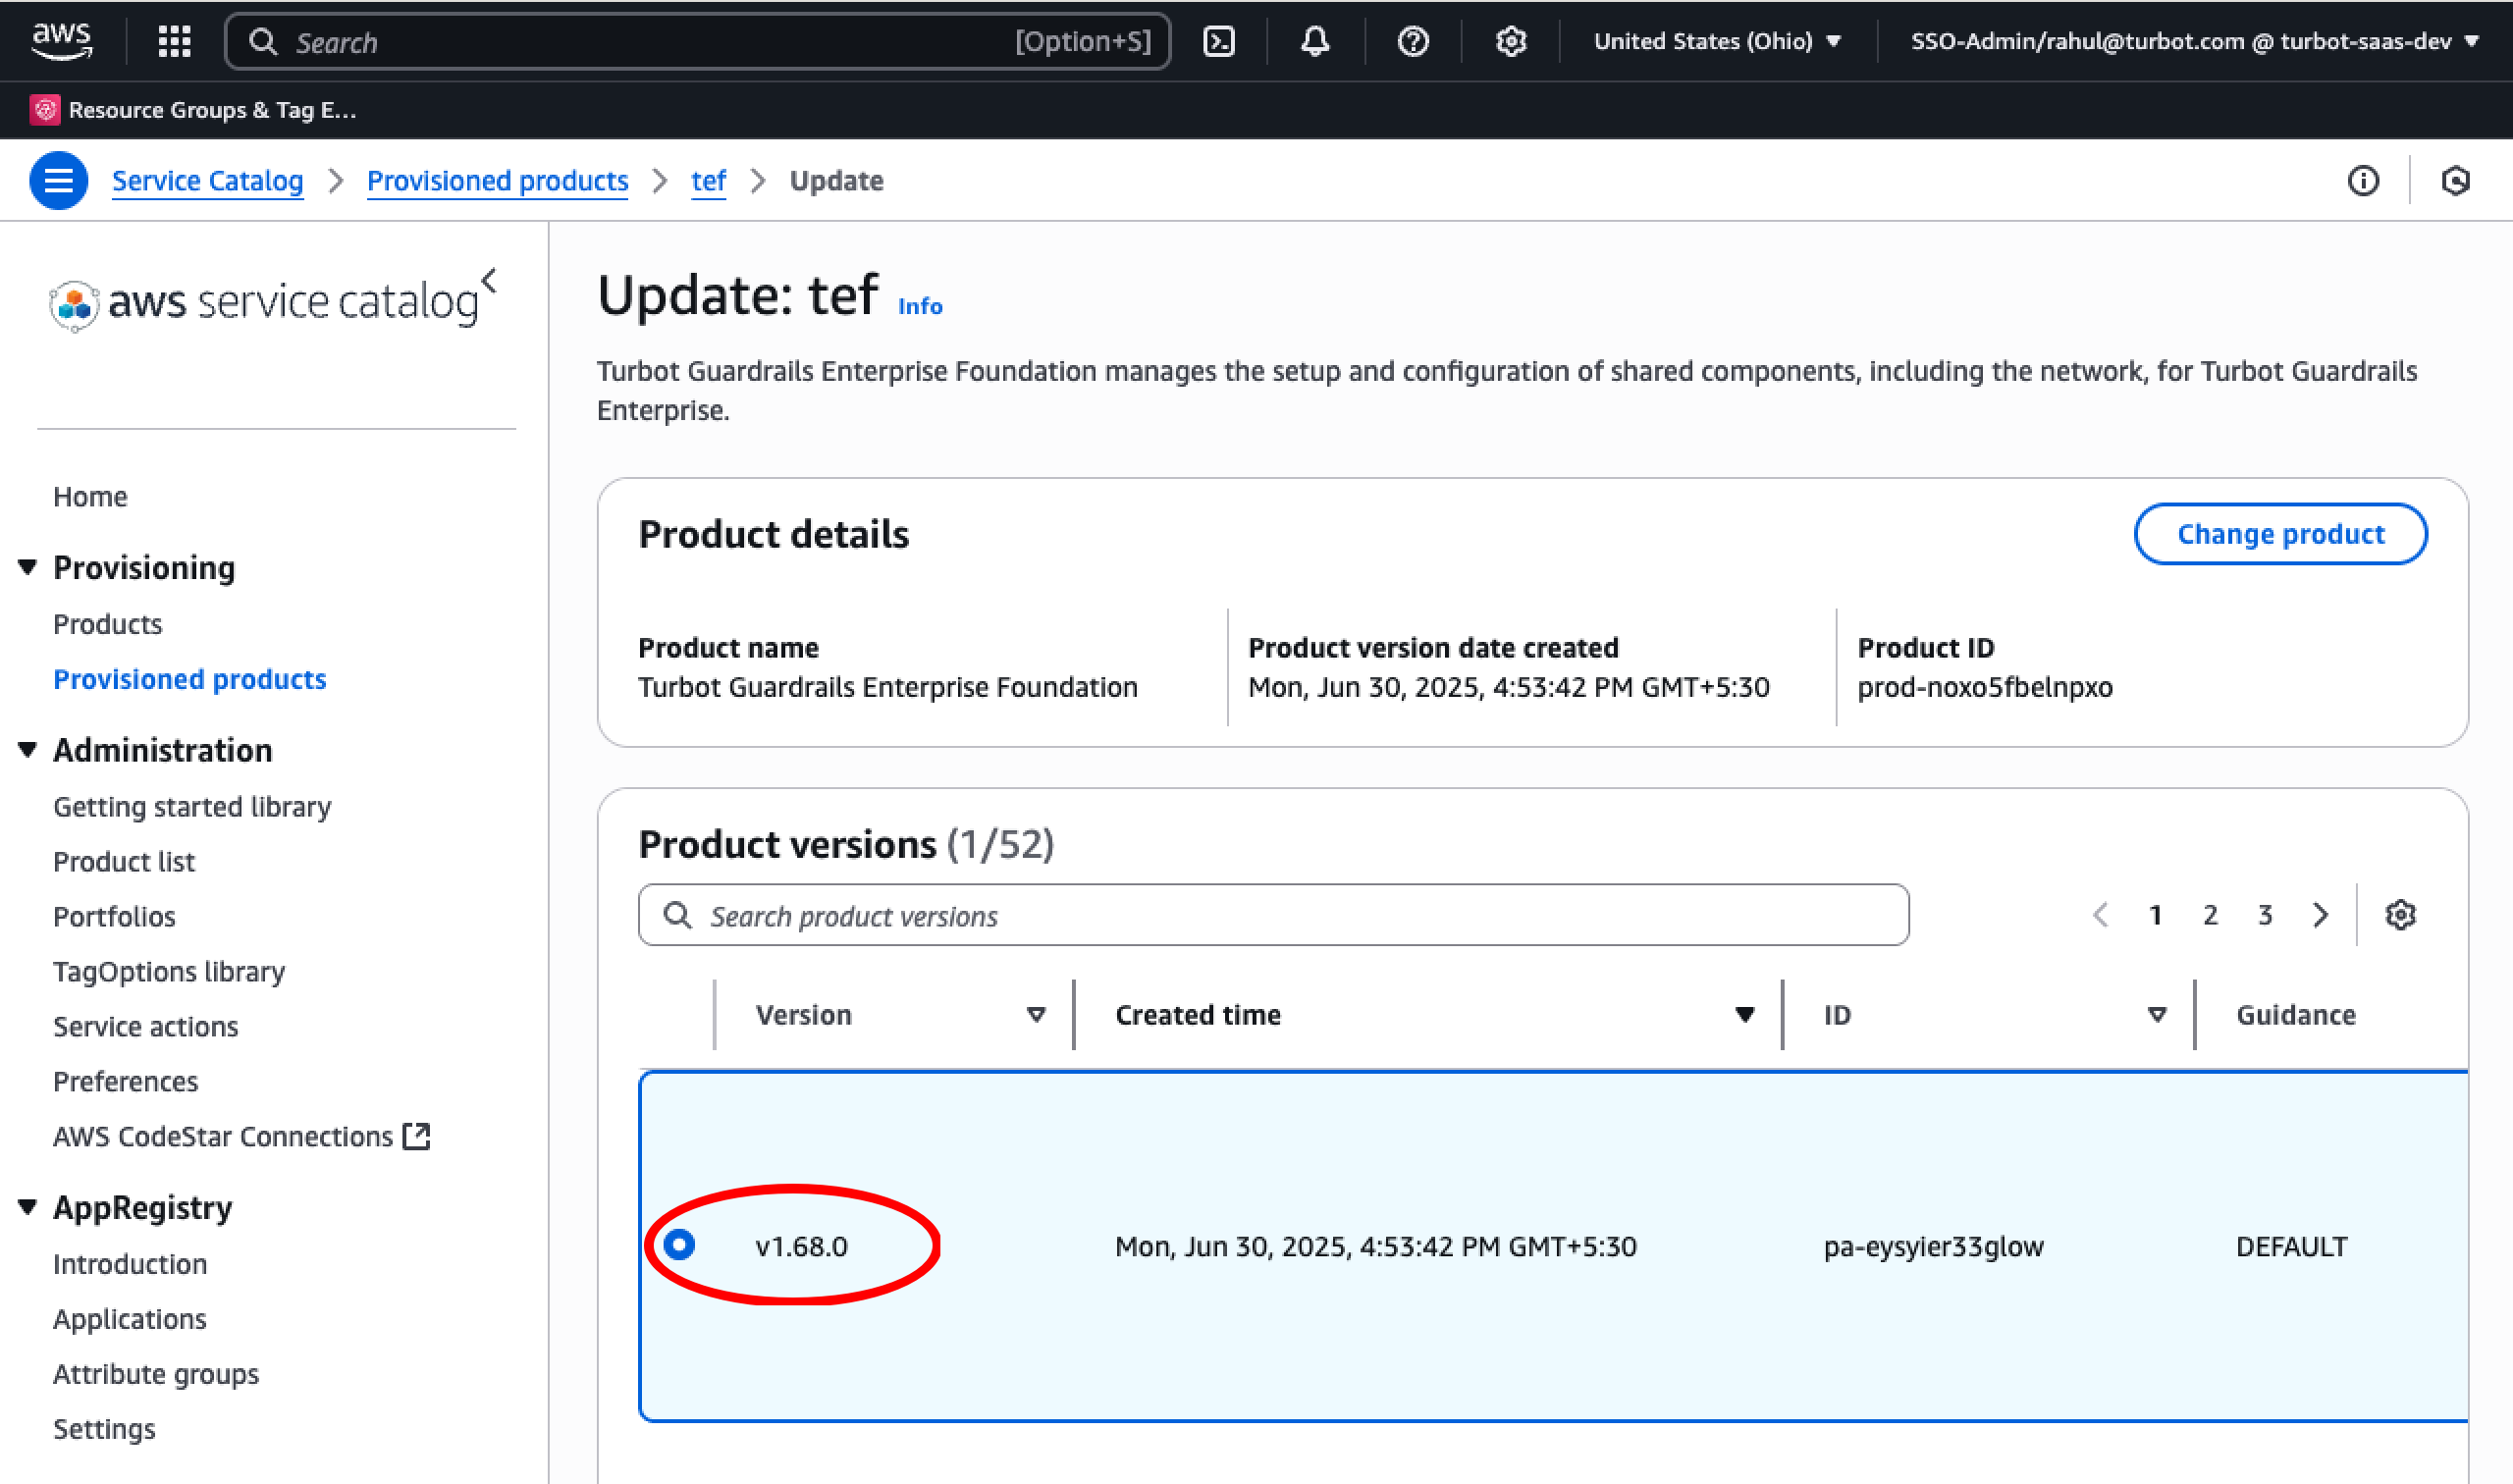 aws
Search
[Option+S]
United States (Ohio)
SSO-Admin/rahul@turbot.com @ turbot-saas-dev
Resource Groups & Tag E...
Service Catalog
Provisioned products
tef
Update
aws service catalog
Home
Provisioning
Products
Provisioned products
Administration
Getting started library
Product list
Portfolios
TagOptions library
Service actions
Preferences
AWS CodeStar Connections
AppRegistry
Introduction
Applications
Attribute groups
Settings
Update: tef Info
Turbot Guardrails Enterprise Foundation manages the setup and configuration of shared components, including the network, for Turbot Guardrails
Enterprise.
Product details
Change product
Product name
Turbot Guardrails Enterprise Foundation
Product version date created
Mon, Jun 30, 2025, 4:53:42 PM GMT+5:30
Product ID
prod-noxo5fbelnpxo
Product versions (1/52)
Search product versions
1 2 3
Version Created time ID Guidance
v1.68.0 Mon, Jun 30, 2025, 4:53:42 PM GMT+5:30 pa-eysyier33glow DEFAULT